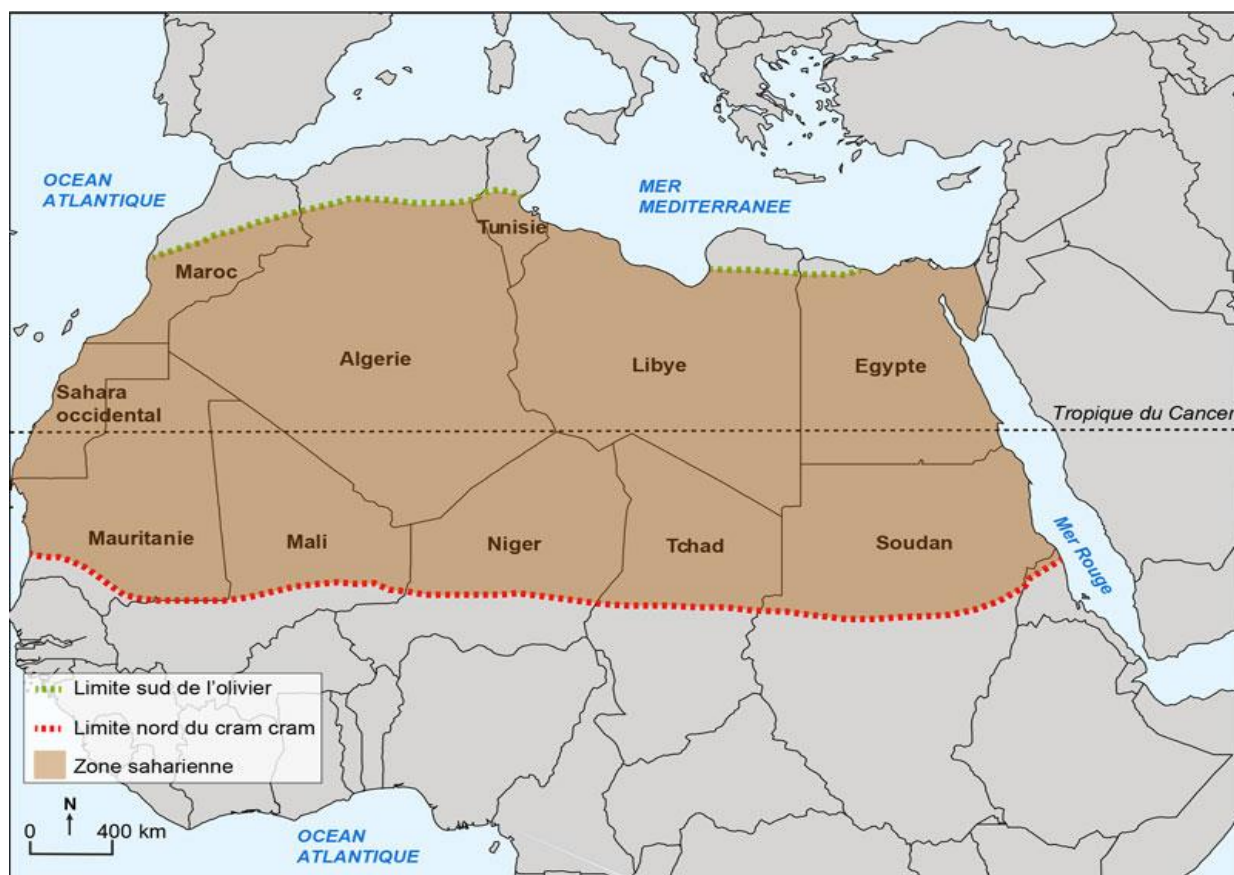 OCEAN
ATLANTIQUE
MER
MEDITERRANEE
Tunisie
Maroc
Algerie
Libye
Egypte
Sahara
occidental
Tropique du Cancer
Mauritanie
Mali
Niger
Tchad
Soudan
Mer Rouge
Limite sud de l'olivier
Limite nord du cram cram
Zone saharienne
N
0 400 km
OCEAN
ATLANTIQUE